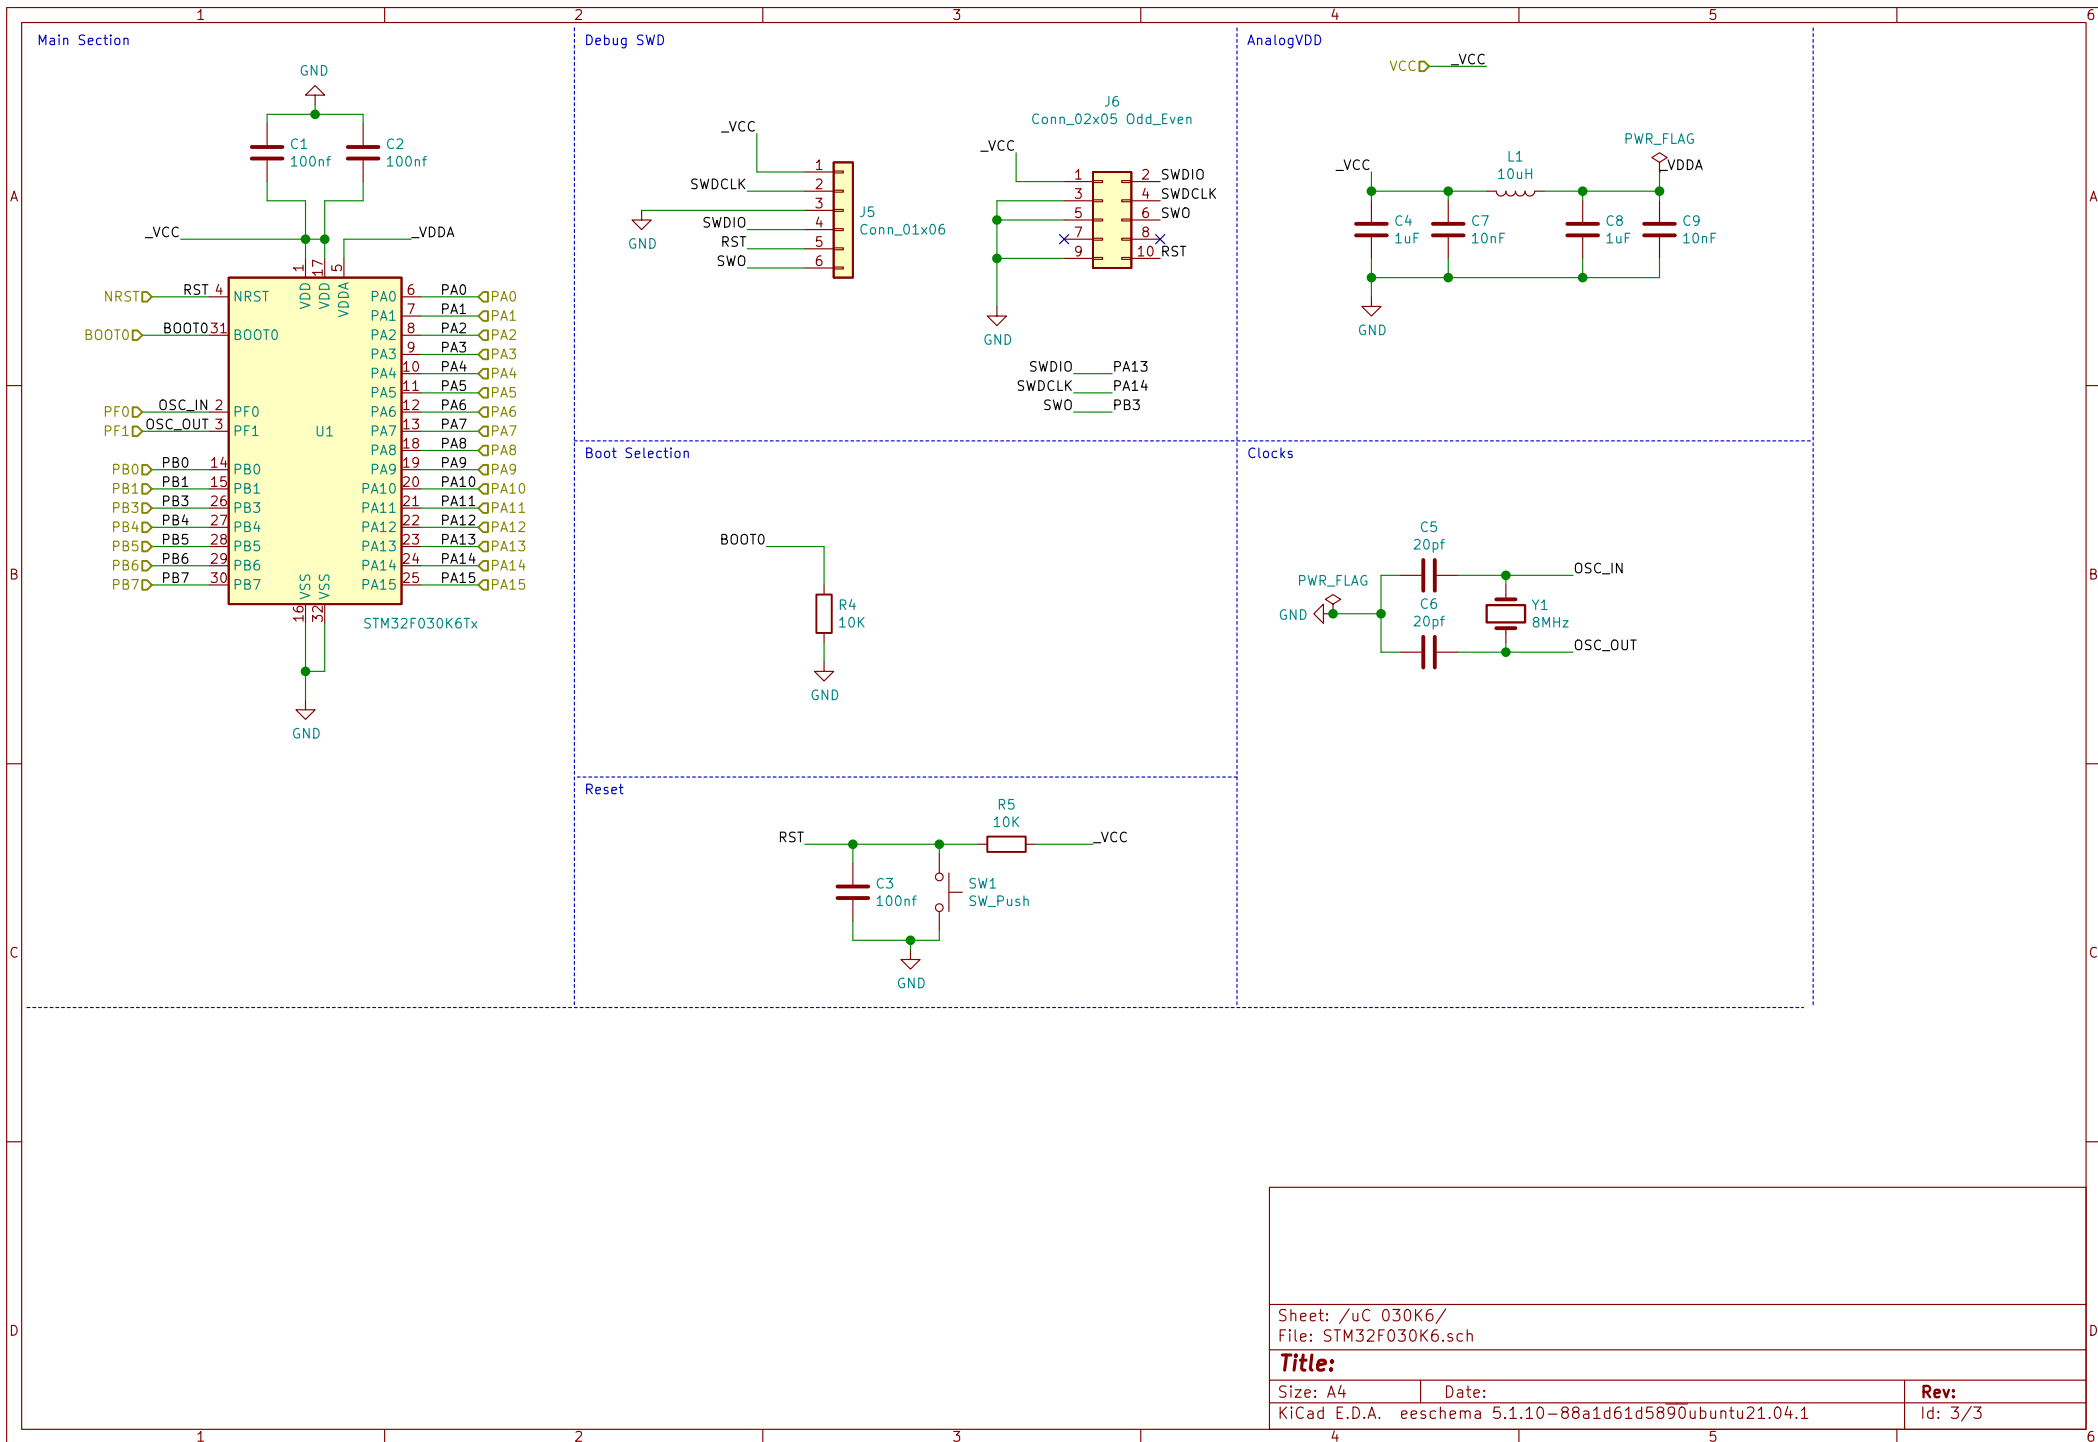 1 2 3 4 5 6
Main Section
GND
C1
100nf
C2
100nf
_VCC
_VDDA
1
17
5
VDD
VDD
VDDA
NRST RST 4 NRST
BOOT0 BOOT0 31 BOOT0
PF0 OSC_IN 2 PF0
PF1 OSC_OUT 3 PF1
PB0 PB0 14 PB0
PB1 PB1 15 PB1
PB3 PB3 26 PB3
PB4 PB4 27 PB4
PB5 PB5 28 PB5
PB6 PB6 29 PB6
PB7 PB7 30 PB7
U1
PA0 6 PA0 PA0
PA1 7 PA1 PA1
PA2 8 PA2 PA2
PA3 9 PA3 PA3
PA4 10 PA4 PA4
PA5 11 PA5 PA5
PA6 12 PA6 PA6
PA7 13 PA7 PA7
PA8 18 PA8 PA8
PA9 19 PA9 PA9
PA10 20 PA10 PA10
PA11 21 PA11 PA11
PA12 22 PA12 PA12
PA13 23 PA13 PA13
PA14 24 PA14 PA14
PA15 25 PA15 PA15
VSS
VSS
16
32
STM32F030K6Tx
GND
Debug SWD
_VCC
1
SWDCLK 2
3
GND
SWDIO 4
RST 5
SWO 6
J5
Conn_01x06
J6
Conn_02x05 Odd_Even
_VCC
1 2 SWDIO
3 4 SWDCLK
5 6 SWO
7 8
9 10 RST
GND
SWDIO PA13
SWDCLK PA14
SWO PB3
AnalogVDD
VCC _VCC
PWR_FLAG
_VCC
L1
10uH
_VDDA
C4
1uF
C7
10nF
C8
1uF
C9
10nF
GND
Boot Selection
BOOT0
R4
10K
GND
Clocks
C5
20pf
PWR_FLAG
GND
C6
20pf
OSC_IN
Y1
8MHz
OSC_OUT
Reset
RST
R5
10K
_VCC
C3
100nf
SW1
SW_Push
GND
A
B
C
D
A
B
C
D
Sheet: /uC 030K6/
File: STM32F030K6.sch
Title:
Size: A4 Date: Rev:
KiCad E.D.A. eeschema 5.1.10-88a1d61d5890ubuntu21.04.1 Id: 3/3
1 2 3 4 5 6